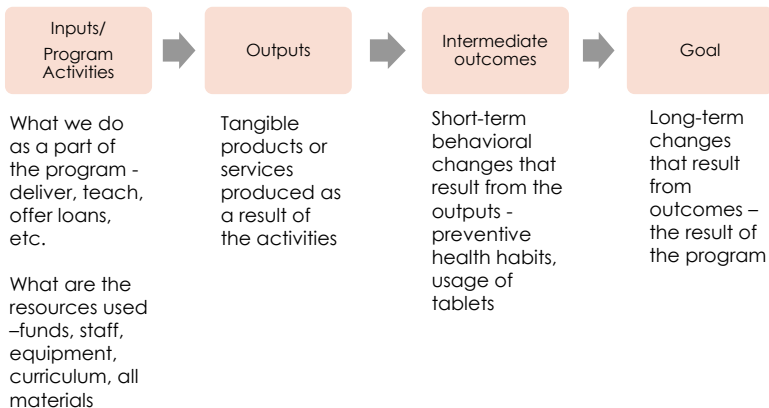 Inputs/
Program
Activities
Outputs
Intermediate
outcomes
Goal
What we do
as a part of
the program -
deliver, teach,
offer loans,
etc.
What are the
resources used
–funds, staff,
equipment,
curriculum, all
materials
Tangible
products or
services
produced as
a result of
the activities
Short-term
behavioral
changes that
result from the
outputs -
preventive
health habits,
usage of
tablets
Long-term
changes
that result
from
outcomes –
the result of
the program